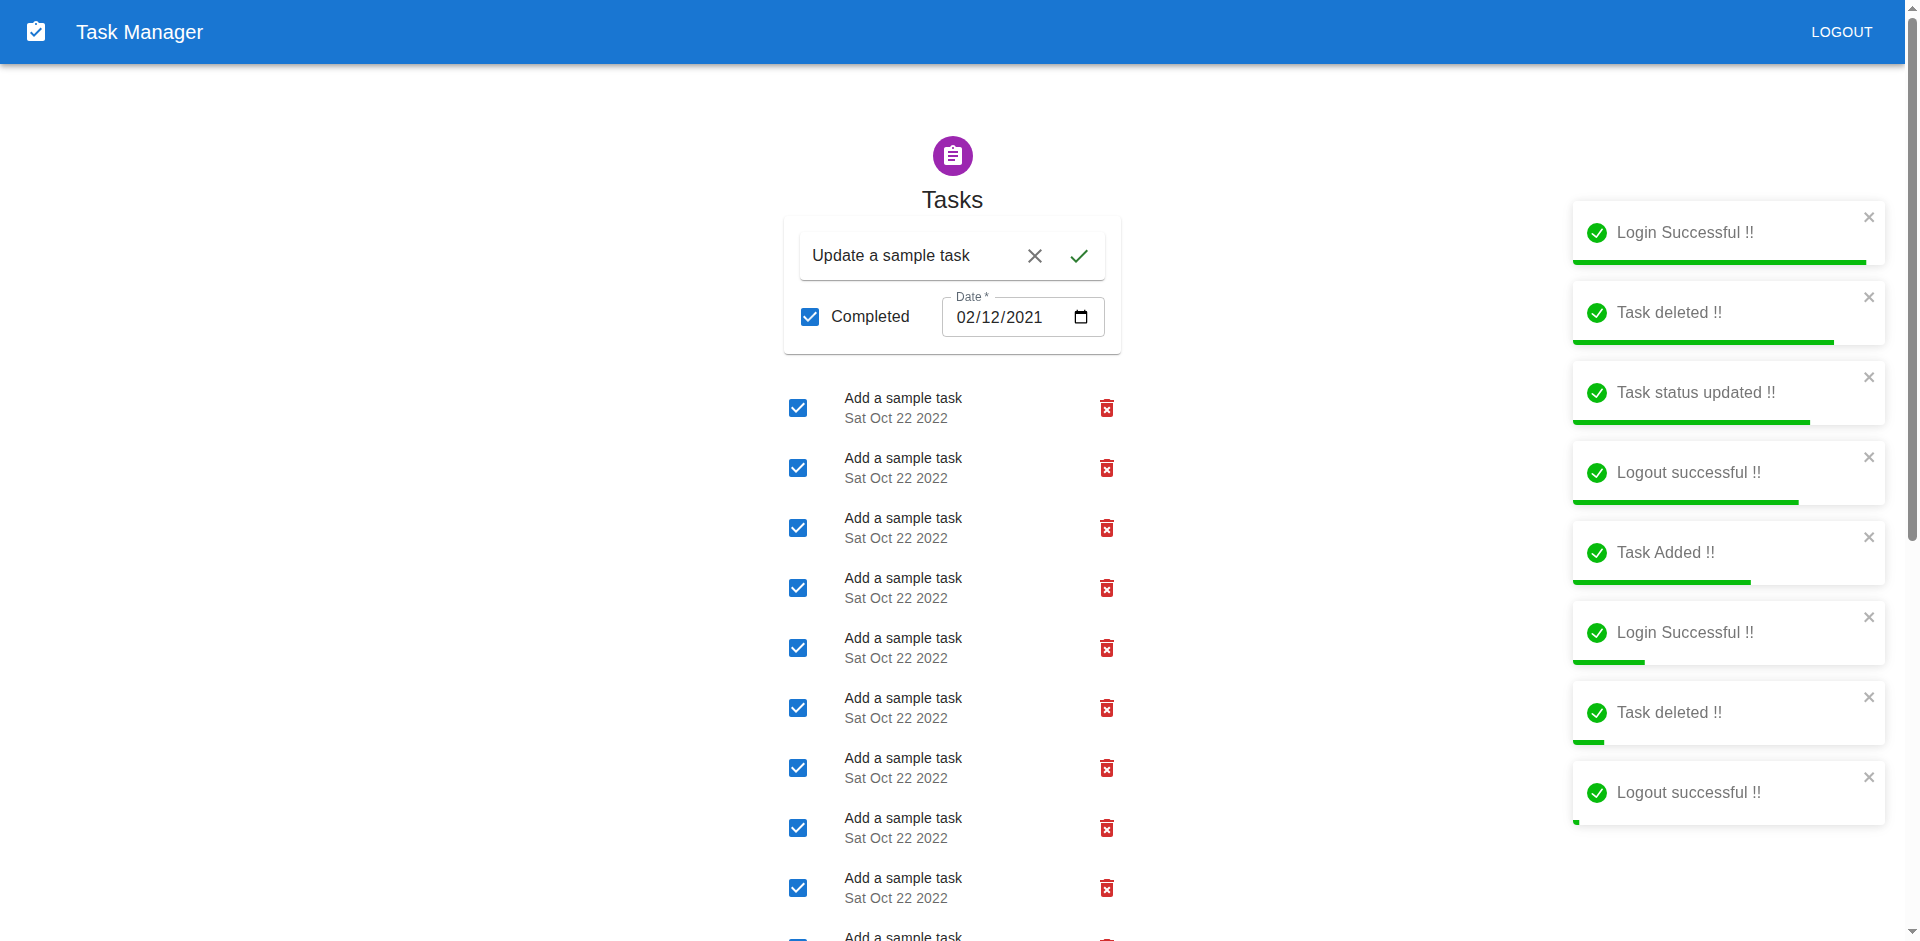 Task Manager
LOGOUT
Tasks
Update a sample task
Completed
Date *
02/12/2021
Add a sample task
Sat Oct 22 2022
Add a sample task
Sat Oct 22 2022
Add a sample task
Sat Oct 22 2022
Add a sample task
Sat Oct 22 2022
Add a sample task
Sat Oct 22 2022
Add a sample task
Sat Oct 22 2022
Add a sample task
Sat Oct 22 2022
Add a sample task
Sat Oct 22 2022
Add a sample task
Sat Oct 22 2022
Add a sample task
Login Successful !!
Task deleted !!
Task status updated !!
Logout successful !!
Task Added !!
Login Successful !!
Task deleted !!
Logout successful !!